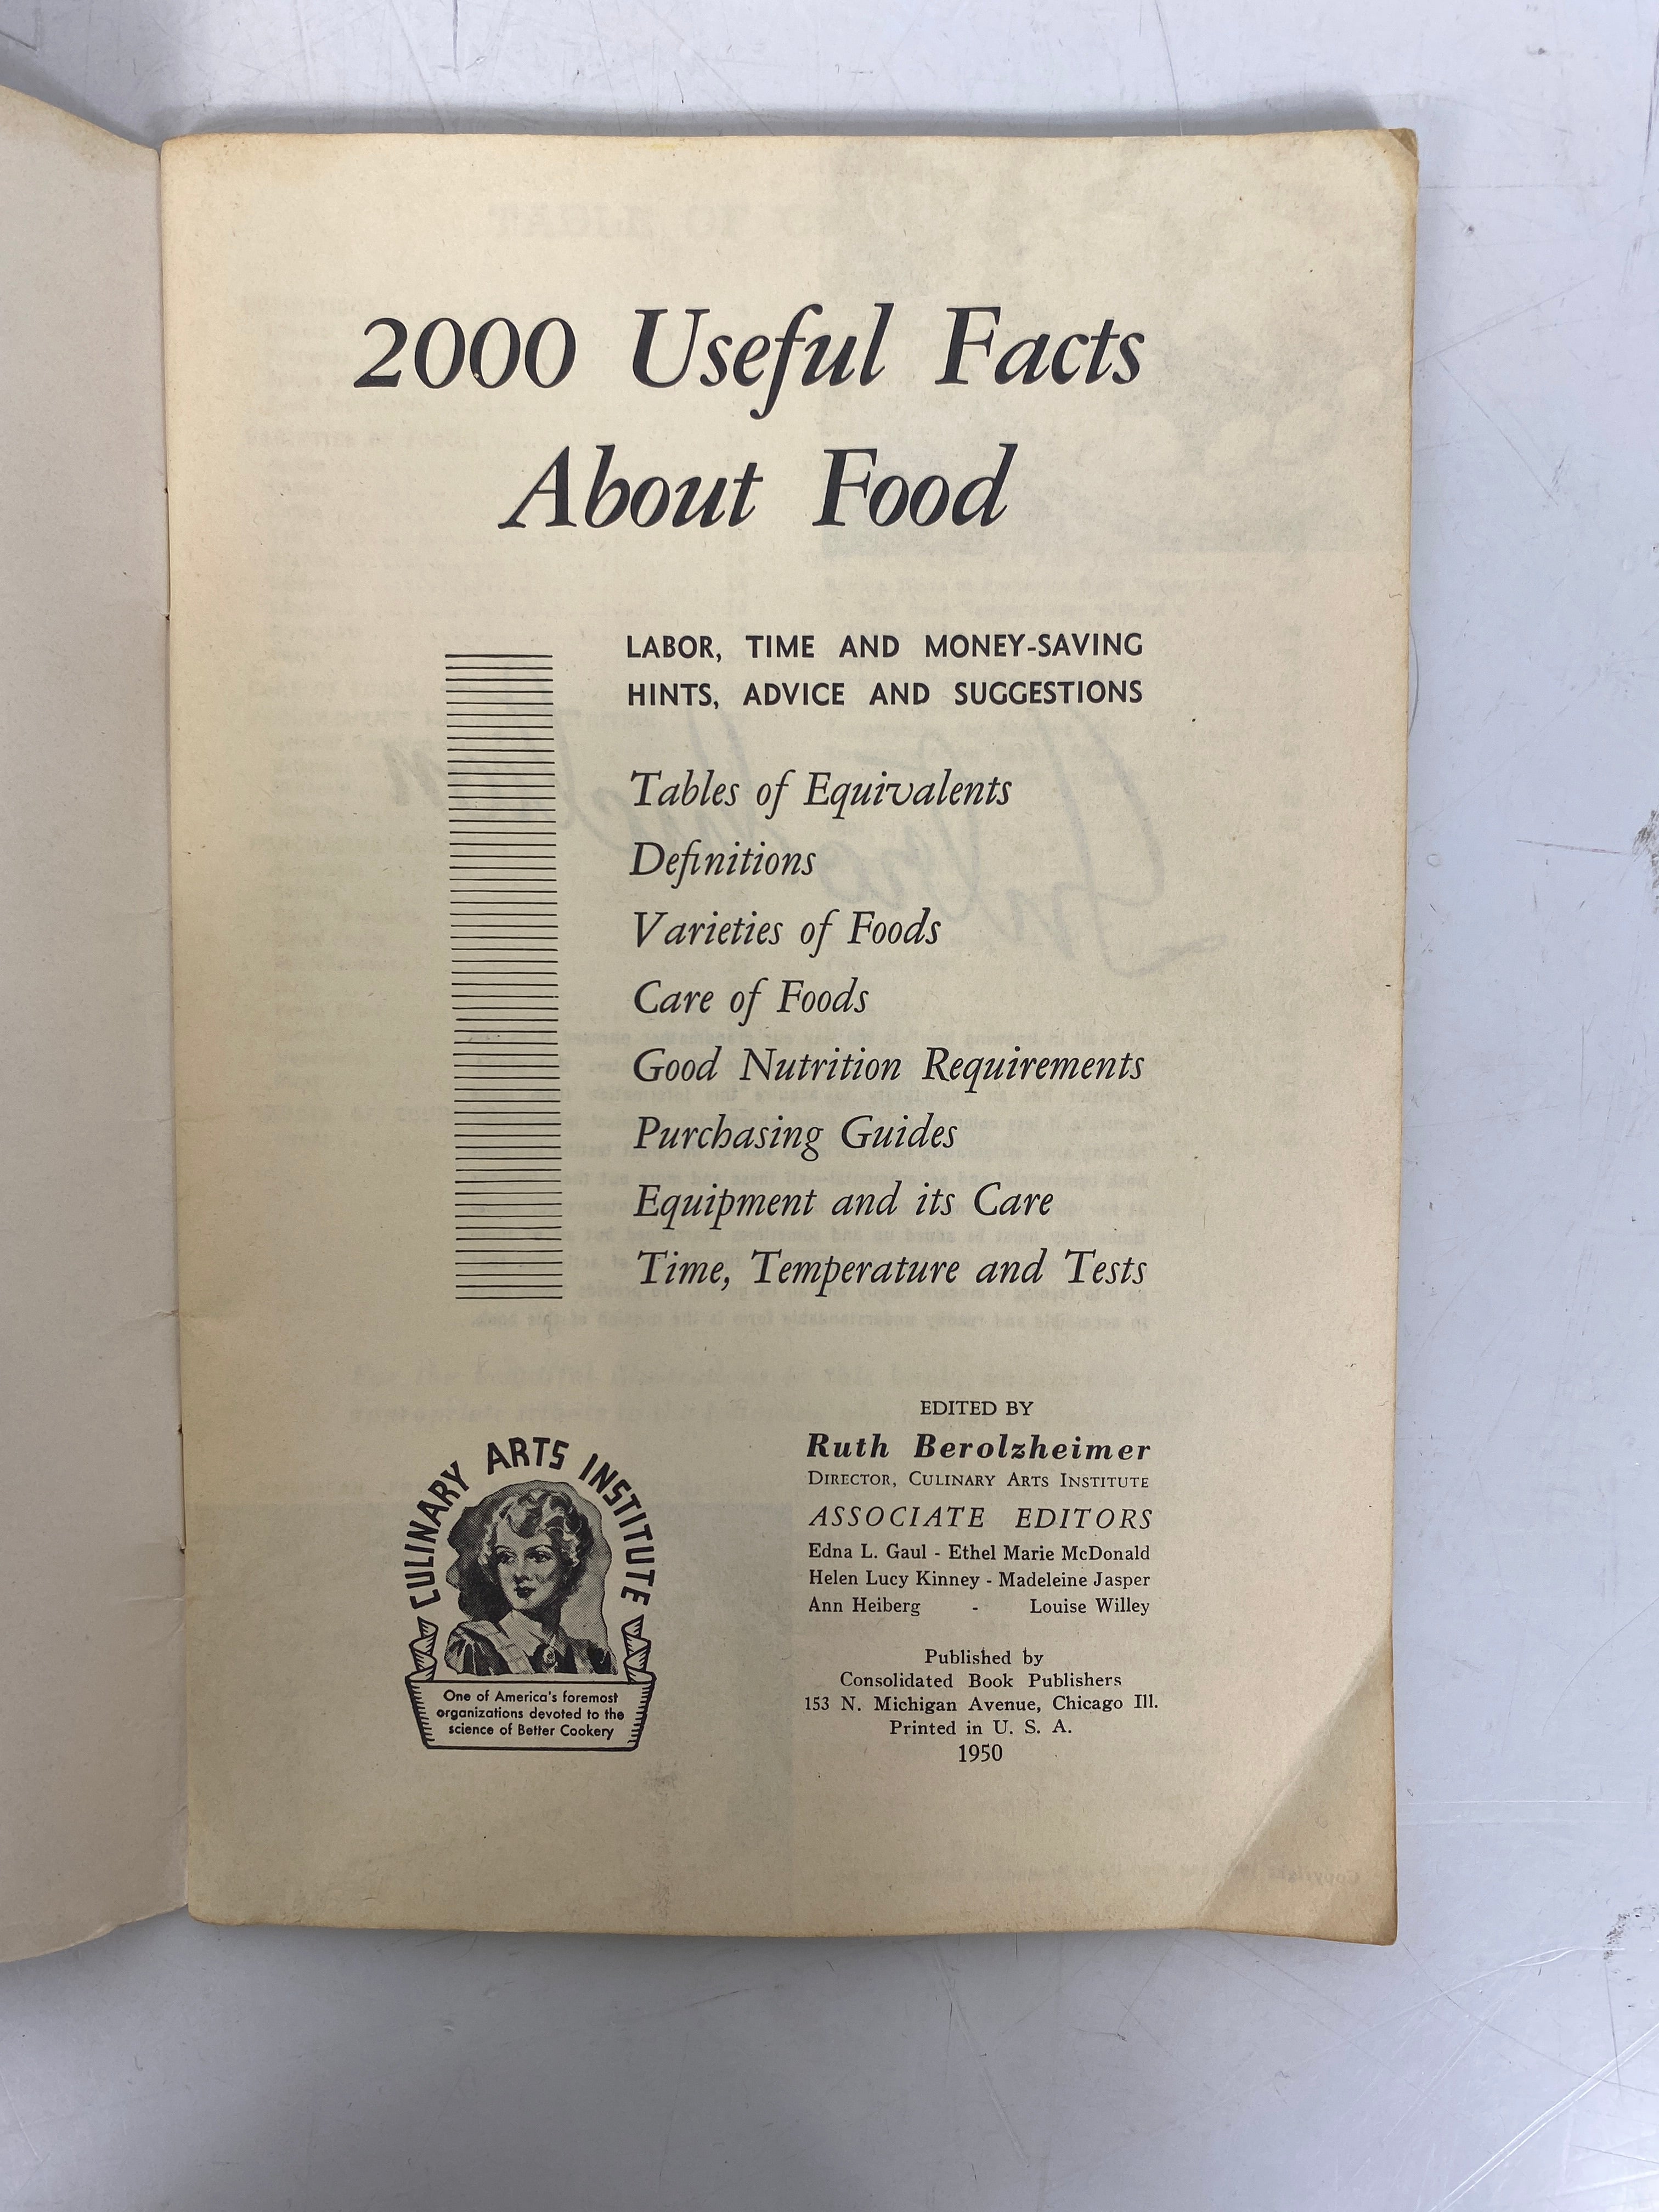 2000 Useful Facts
About Food
LABOR, TIME AND MONEY-SAVING
HINTS, ADVICE AND SUGGESTIONS
Tables of Equivalents
Definitions
Varieties of Foods
Care of Foods
Good Nutrition Requirements
Purchasing Guides
Equipment and its Care
Time, Temperature and Tests
CULINARY ARTS INSTITUTE
One of America's foremost
organizations devoted to the
science of Better Cookery
EDITED BY
Ruth Berolzheimer
DIRECTOR, CULINARY ARTS INSTITUTE
ASSOCIATE EDITORS
Edna L. Gaul - Ethel Marie McDonald
Helen Lucy Kinney - Madeleine Jasper
Ann Heiberg - Louise Willey
Published by
Consolidated Book Publishers
153 N. Michigan Avenue, Chicago Ill.
Printed in U. S. A.
1950